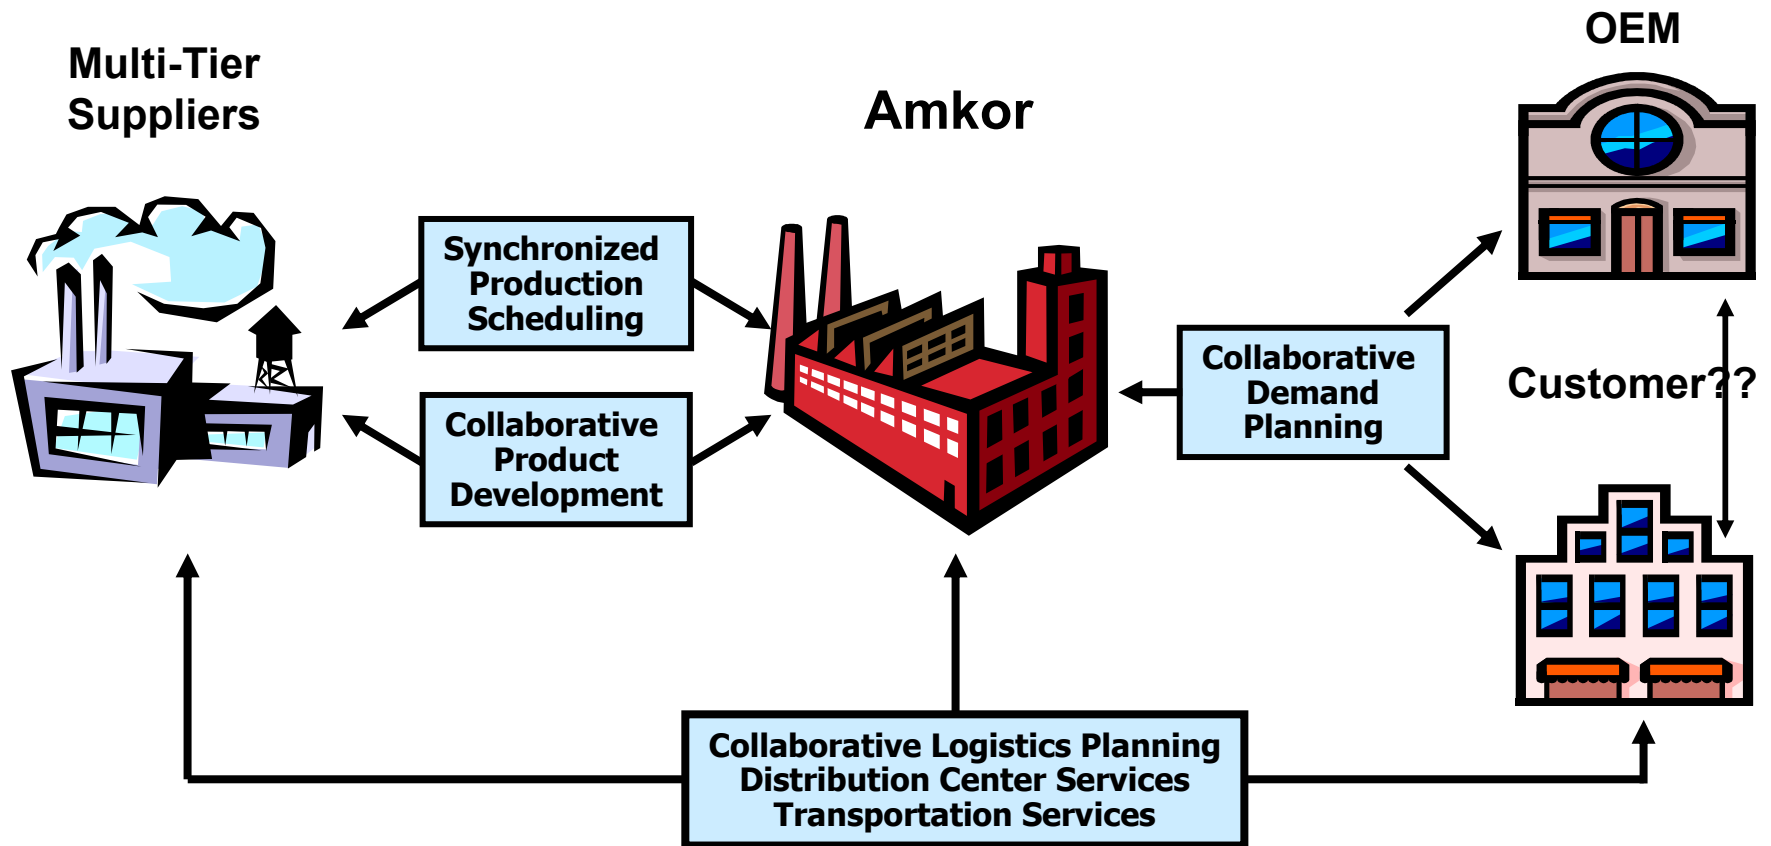 Multi-Tier
Suppliers
Amkor
OEM
Synchronized
Production
Scheduling
Collaborative
Product
Development
Collaborative
Demand
Planning
Customer??
Collaborative Logistics Planning
Distribution Center Services
Transportation Services